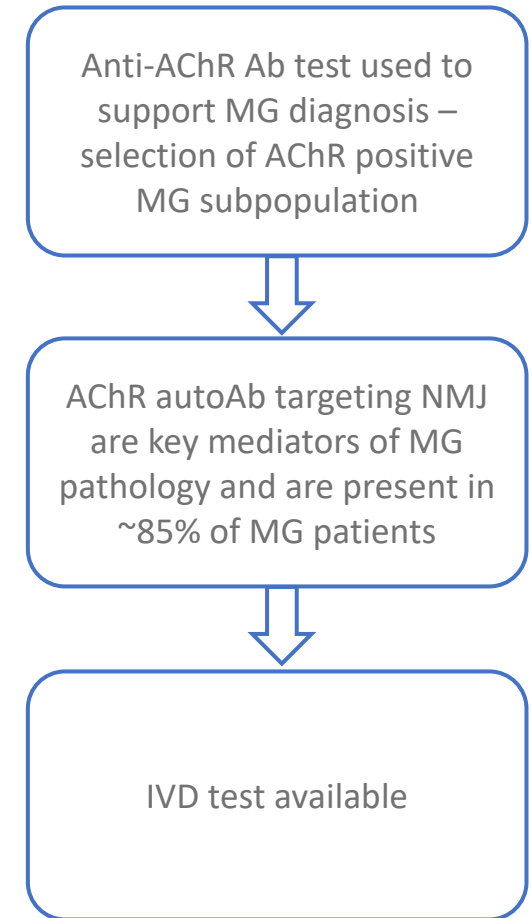 Anti-AChR Ab test used to
support MG diagnosis –
selection of AChR positive
MG subpopulation
AChR autoAb targeting NMJ
are key mediators of MG
pathology and are present in
~85% of MG patients
IVD test available